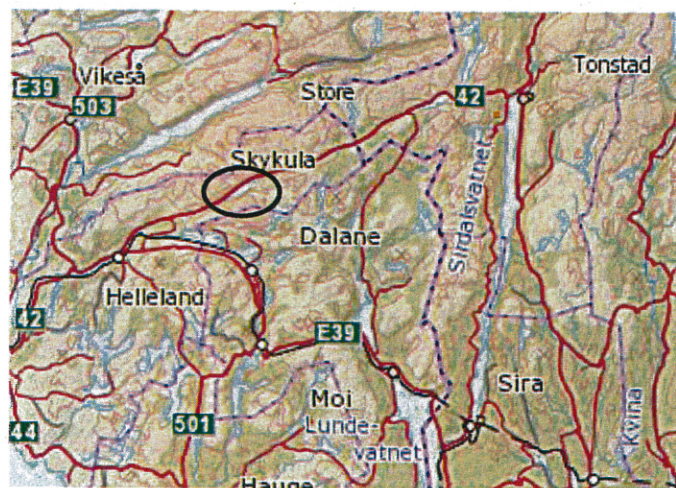 Vikeså
Tonstad
E39
503
Store
42
Skykula
Sirdalsvatnet
Dalane
Helleland
42
E39
Sira
Moi
501
Lunde-
vatnet
Kvina
44
Hauge